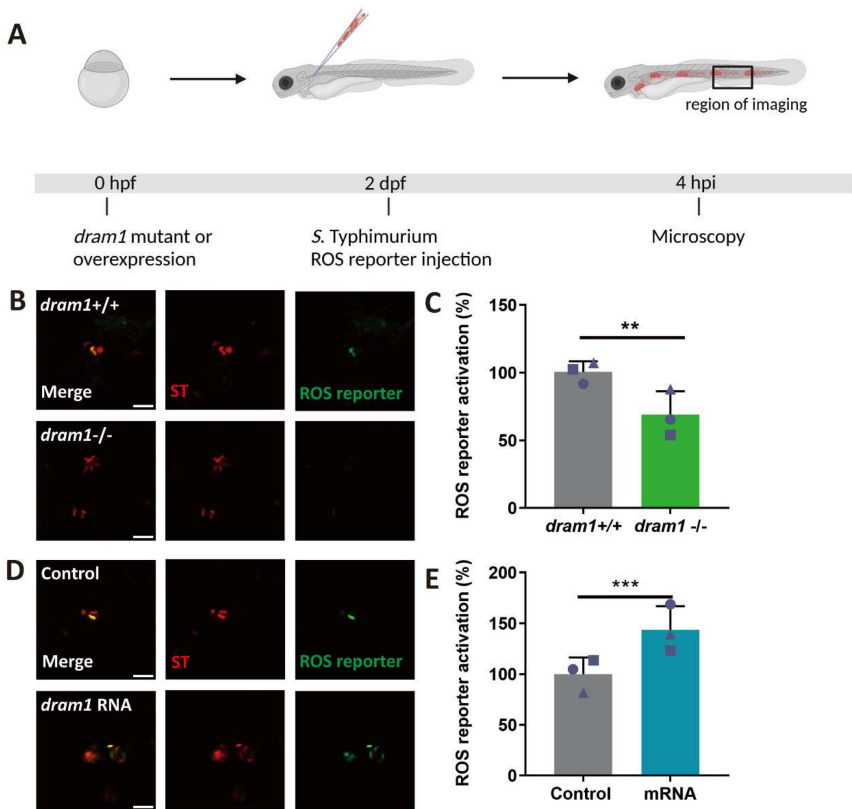 A
region of imaging
0 hpf
2 dpf
4 hpi
dram1 mutant or
overexpression
S. Typhimurium
ROS reporter injection
Microscopy
B
dram1+/+
Merge
ST
ROS reporter
dram1-/-
C
ROS reporter activation (%)
150
100
50
0
**
dram1+/+
dram1 -/-
D
Control
Merge
ST
ROS reporter
dram1 RNA
E
ROS reporter activation (%)
200
150
100
50
0
***
Control
mRNA